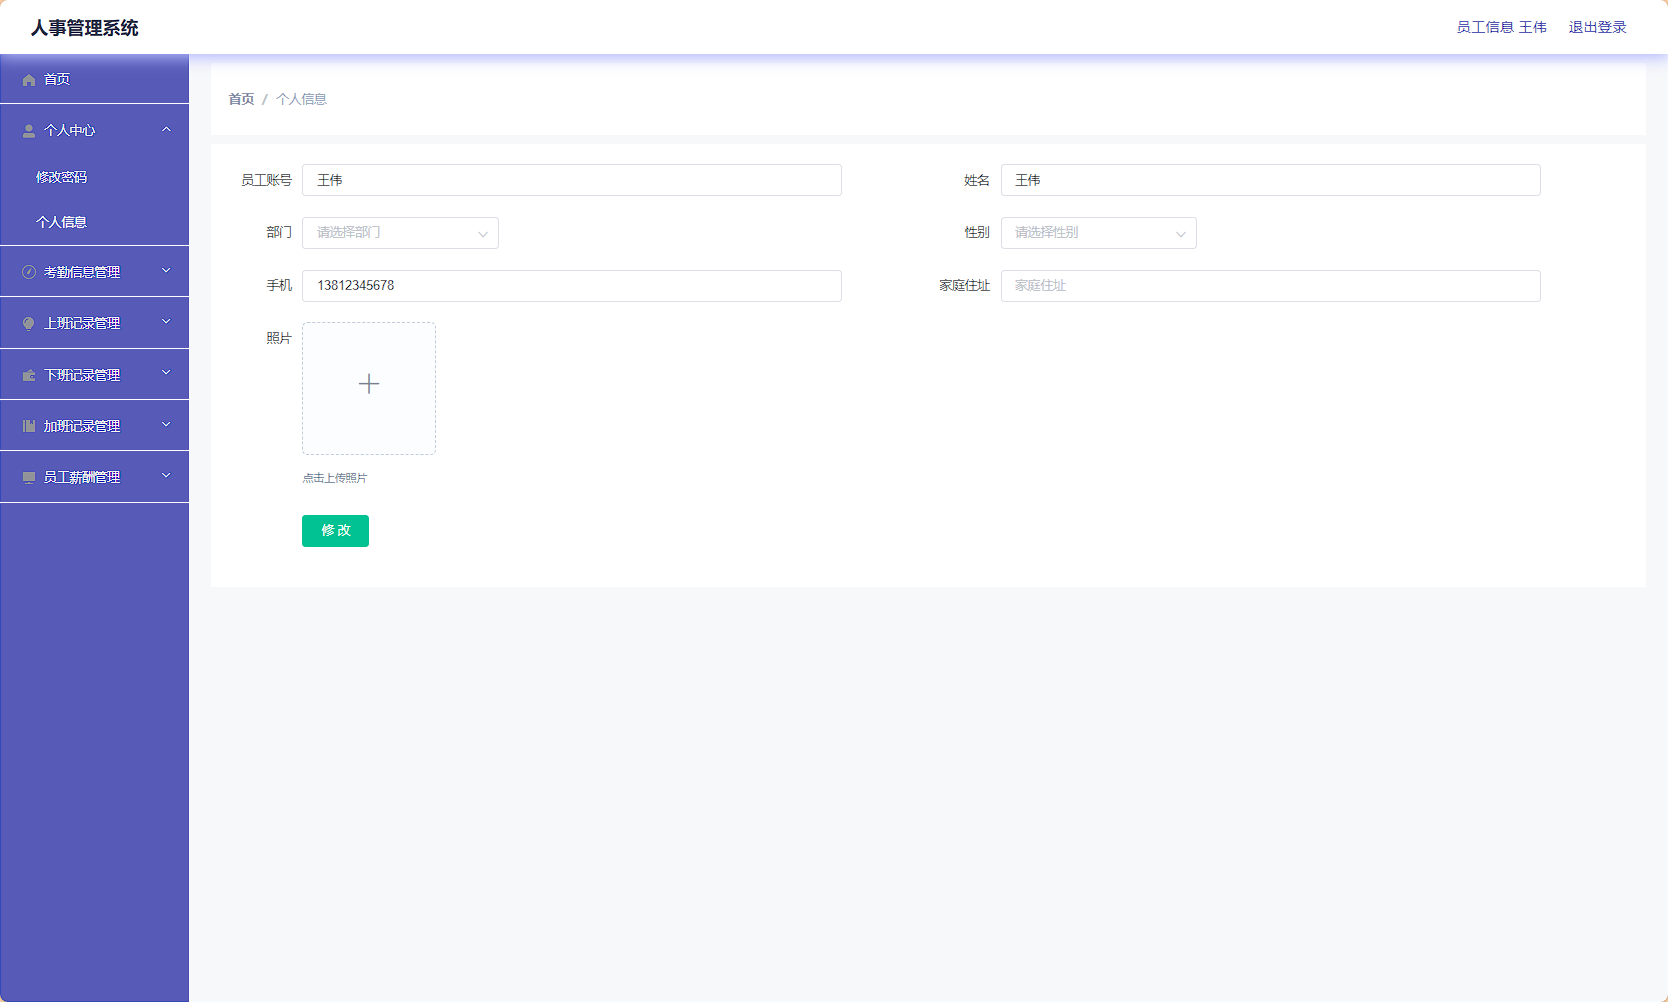 人事管理系统
员工信息 王伟 退出登录
首页
个人中心
修改密码
个人信息
考勤信息管理
上班记录管理
下班记录管理
加班记录管理
员工薪酬管理
首页 / 个人信息
员工账号 王伟
姓名 王伟
部门 请选择部门
性别 请选择性别
手机 13812345678
家庭住址 家庭住址
照片
点击上传照片
修 改